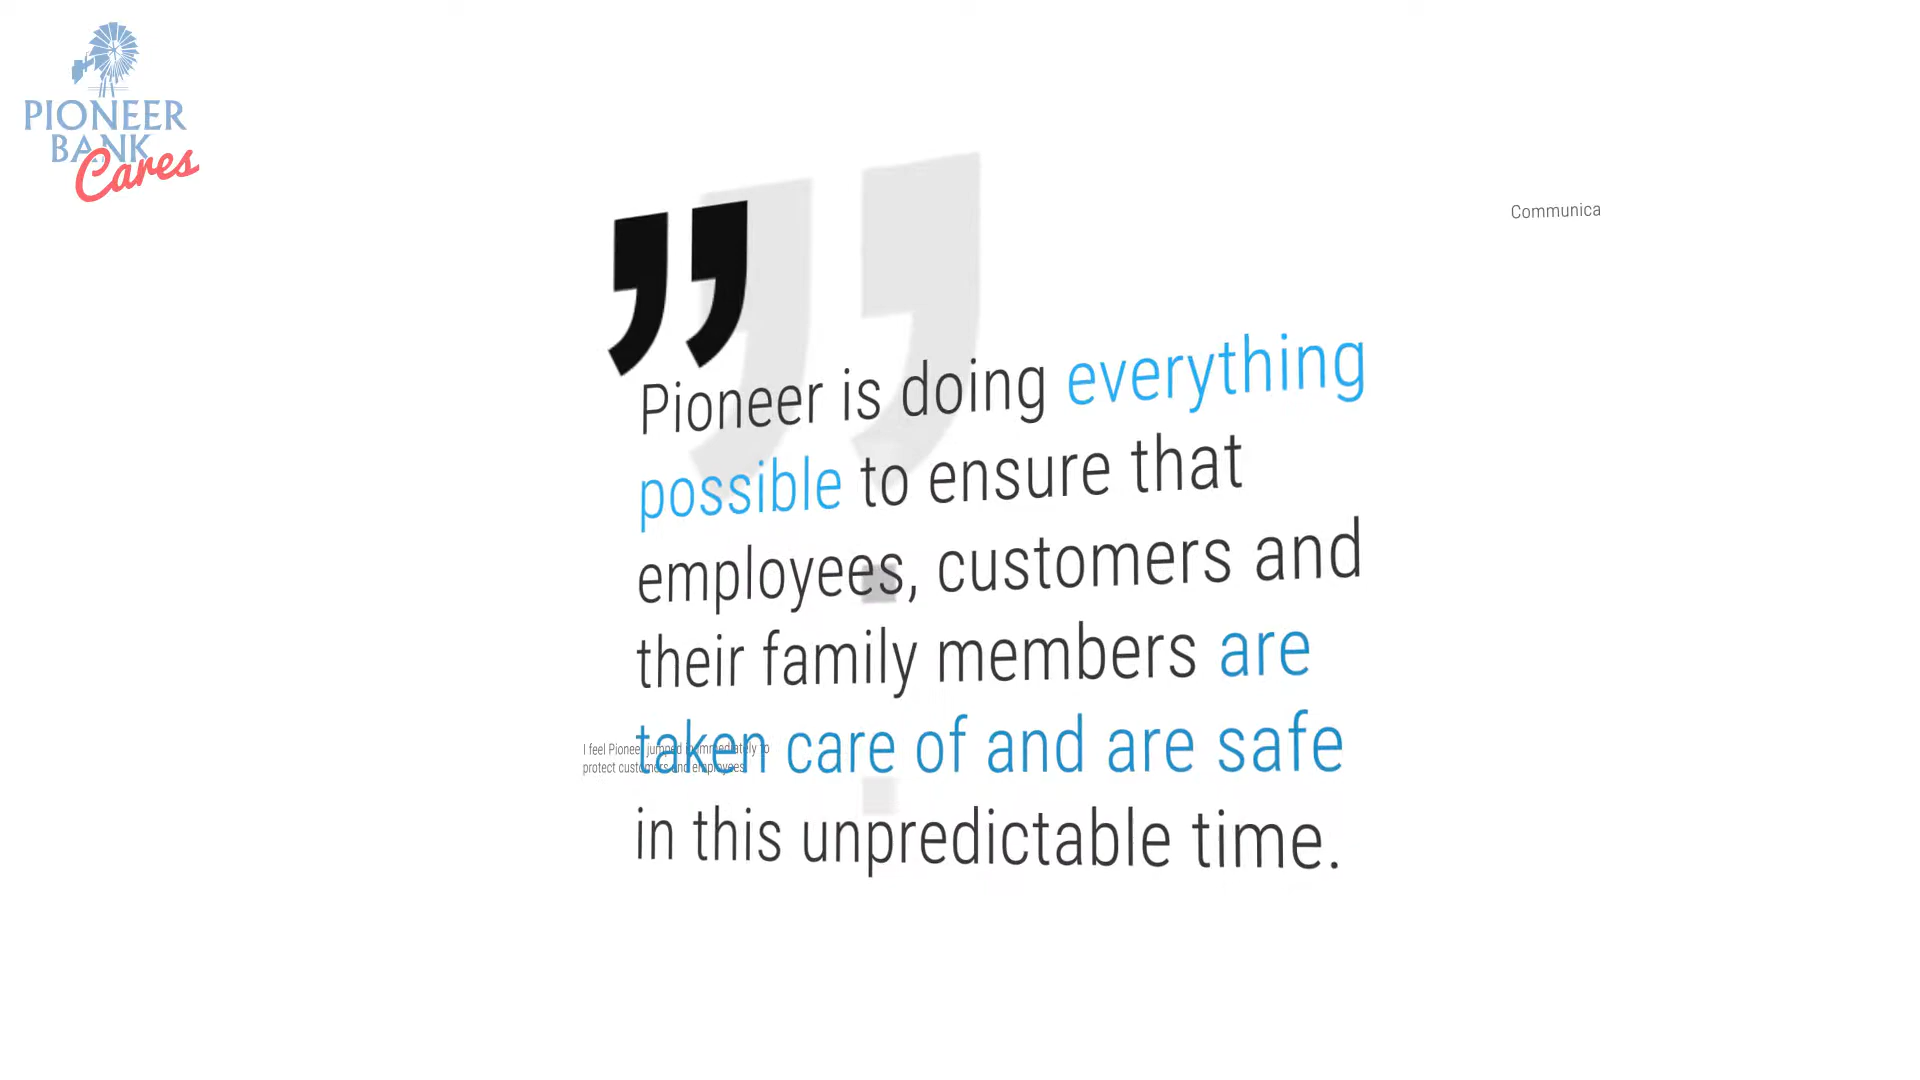 PIONEER
BANK
Cares
Communica
”
Pioneer is doing everything
possible to ensure that
employees, customers and
their family members are
taken care of and are safe
in this unpredictable time.
I feel Pioneer jumped in immediately to
protect customers and employees.